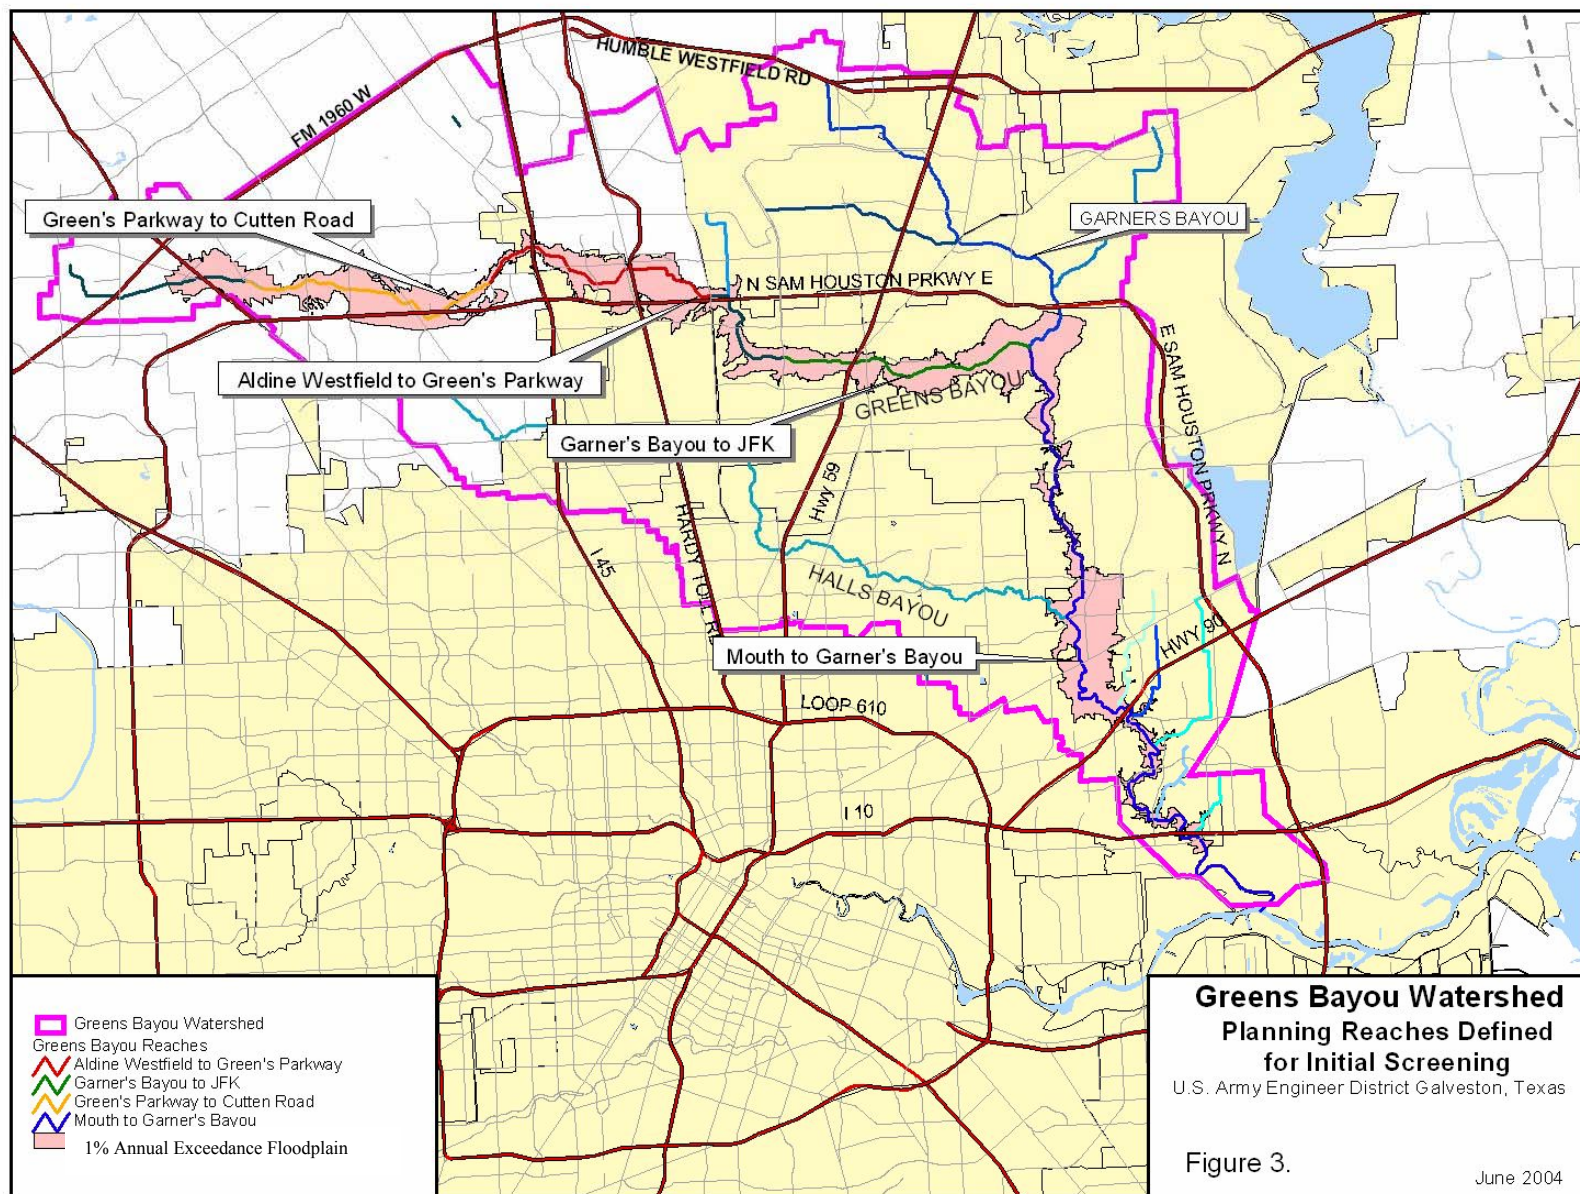 HUMBLE WESTFIELD RD
FM 1960 W
Green's Parkway to Cutten Road
GARNERS BAYOU
N SAM HOUSTON PRKWY E
Aldine Westfield to Green's Parkway
GREENS BAYOU
E SAM HOUSTON PRKWY N
Garner's Bayou to JFK
Hwy 59
HARDY TOLL RD
I 45
HALLS BAYOU
HWY 90
Mouth to Garner's Bayou
LOOP 610
I 10
Greens Bayou Watershed
Greens Bayou Reaches
Aldine Westfield to Green's Parkway
Garner's Bayou to JFK
Green's Parkway to Cutten Road
Mouth to Garner's Bayou
1% Annual Exceedance Floodplain
Greens Bayou Watershed
Planning Reaches Defined
for Initial Screening
U.S. Army Engineer District Galveston, Texas
Figure 3.
June 2004